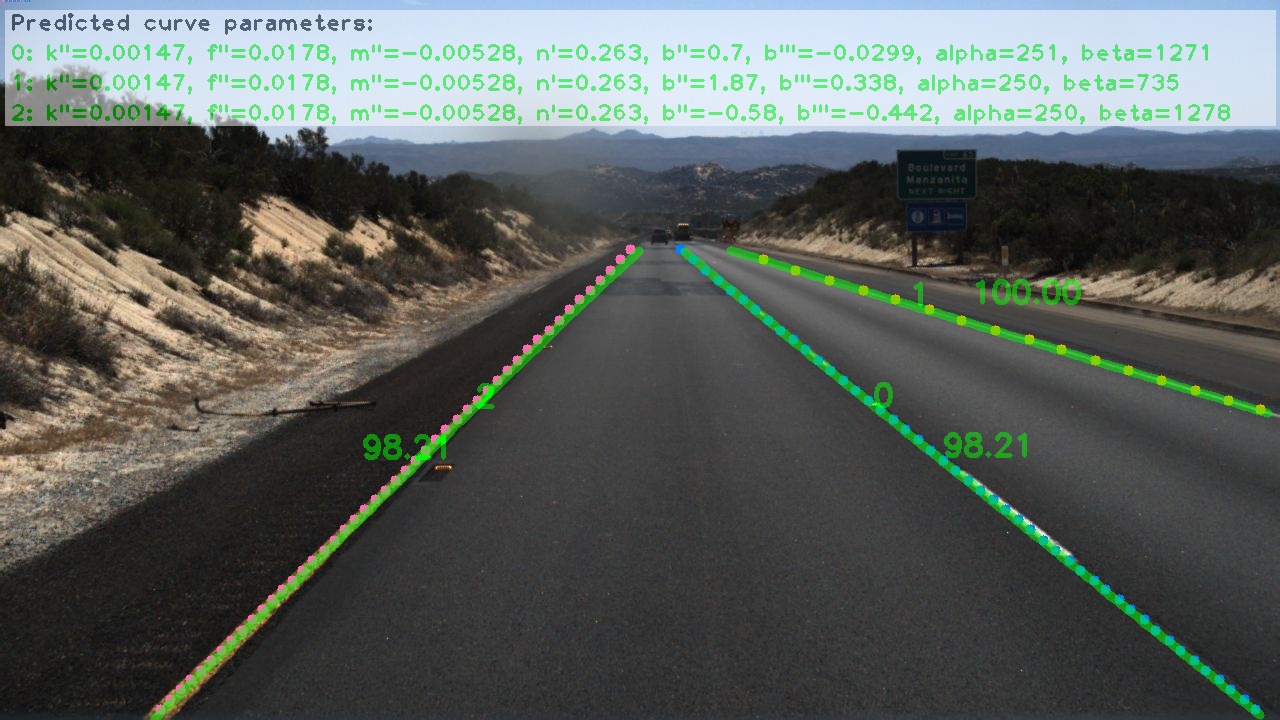 Predicted curve parameters:
0: k''=0.00147, f''=0.0178, m''=-0.00528, n'=0.263, b''=0.7, b'''=-0.0299, alpha=251, beta=1271
1: k''=0.00147, f''=0.0178, m''=-0.00528, n'=0.263, b''=1.87, b'''=0.338, alpha=250, beta=735
2: k''=0.00147, f''=0.0178, m''=-0.00528, n'=0.263, b''=-0.58, b'''=-0.442, alpha=250, beta=1278
Boulevard
Manzanita
NEXT RIGHT
1 100.00
2
0
98.21
98.21